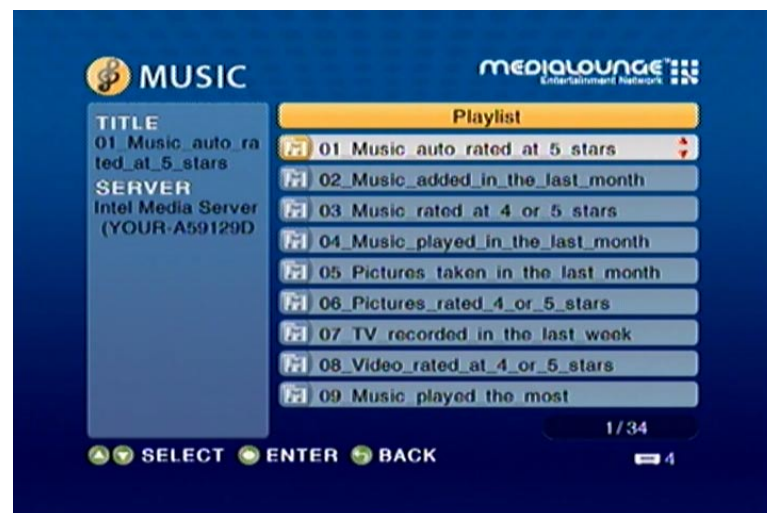 MUSIC
MEDIALOUNGE™
Entertainment Network
TITLE
01_Music_auto_ra
ted_at_5_stars
SERVER
Intel Media Server
(YOUR-A59129D
Playlist
01_Music_auto_rated_at_5_stars
02_Music_added_in_the_last_month
03_Music_rated_at_4_or_5_stars
04_Music_played_in_the_last_month
05_Pictures_taken_in_the_last_month
06_Pictures_rated_4_or_5_stars
07_TV_recorded_in_the_last_week
08_Video_rated_at_4_or_5_stars
09_Music_played_the_most
1/34
SELECT ENTER BACK
4